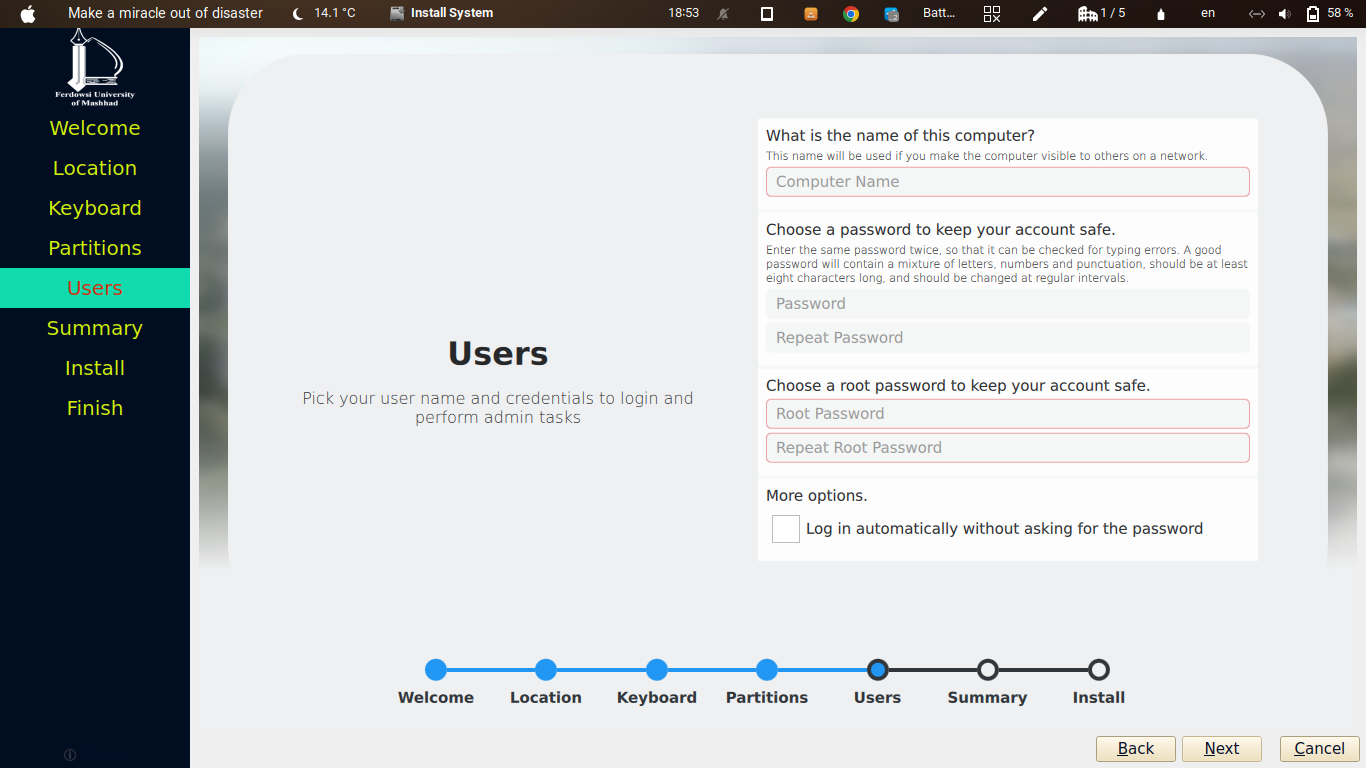 Make a miracle out of disaster
14.1 °C
Install System
18:53
Batt...
1 / 5
en
58 %
Ferdowsi University
of Mashhad
Welcome
Location
Keyboard
Partitions
Users
Summary
Install
Finish
Users
Pick your user name and credentials to login and
perform admin tasks
What is the name of this computer?
This name will be used if you make the computer visible to others on a network.
Computer Name
Choose a password to keep your account safe.
Enter the same password twice, so that it can be checked for typing errors. A good
password will contain a mixture of letters, numbers and punctuation, should be at least
eight characters long, and should be changed at regular intervals.
Password
Repeat Password
Choose a root password to keep your account safe.
Root Password
Repeat Root Password
More options.
Log in automatically without asking for the password
Welcome
Location
Keyboard
Partitions
Users
Summary
Install
Back
Next
Cancel